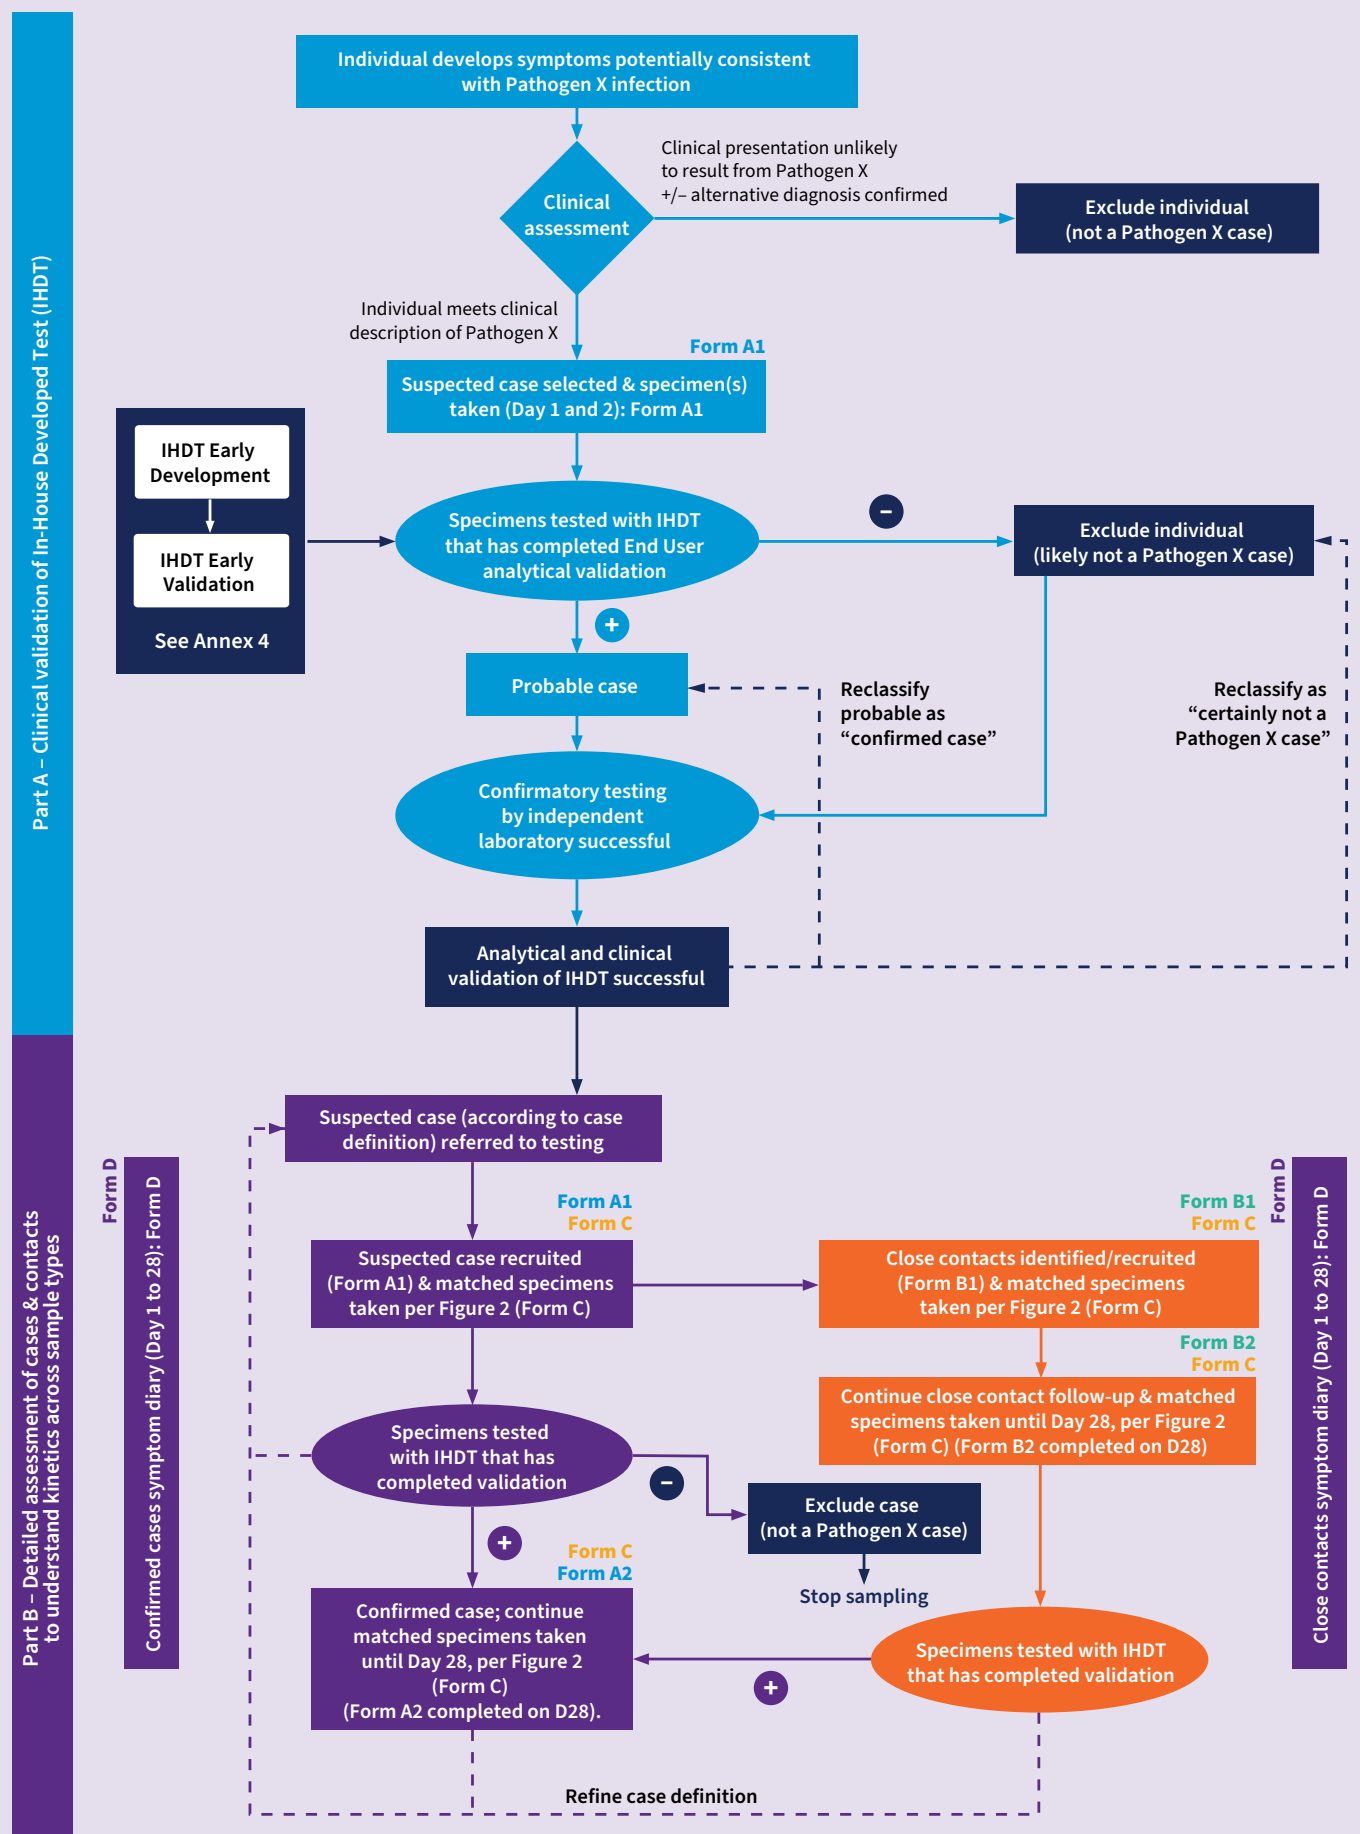 Part A – Clinical validation of In-House Developed Test (IHDT)
Individual develops symptoms potentially consistent
with Pathogen X infection
Clinical
assessment
Clinical presentation unlikely
to result from Pathogen X
+/– alternative diagnosis confirmed
Exclude individual
(not a Pathogen X case)
Individual meets clinical
description of Pathogen X
Form A1
Suspected case selected & specimen(s)
taken (Day 1 and 2): Form A1
IHDT Early
Development
IHDT Early
Validation
See Annex 4
Specimens tested with IHDT
that has completed End User
analytical validation
–
Exclude individual
(likely not a Pathogen X case)
+
Probable case
Reclassify
probable as
“confirmed case”
Reclassify as
“certainly not a
Pathogen X case”
Confirmatory testing
by independent
laboratory successful
Analytical and clinical
validation of IHDT successful
Part B – Detailed assessment of cases & contacts
to understand kinetics across sample types
Suspected case (according to case
definition) referred to testing
Form D
Confirmed cases symptom diary (Day 1 to 28): Form D
Form A1
Form C
Suspected case recruited
(Form A1) & matched specimens
taken per Figure 2 (Form C)
Form B1
Form C
Close contacts identified/recruited
(Form B1) & matched specimens
taken per Figure 2 (Form C)
Form D
Close contacts symptom diary (Day 1 to 28): Form D
Form B2
Form C
Continue close contact follow-up & matched
specimens taken until Day 28, per Figure 2
(Form C) (Form B2 completed on D28)
Specimens tested
with IHDT that has
completed validation
–
Exclude case
(not a Pathogen X case)
Stop sampling
+
Form C
Form A2
Confirmed case; continue
matched specimens taken
until Day 28, per Figure 2
(Form C)
(Form A2 completed on D28).
Specimens tested with IHDT
that has completed validation
+
Refine case definition